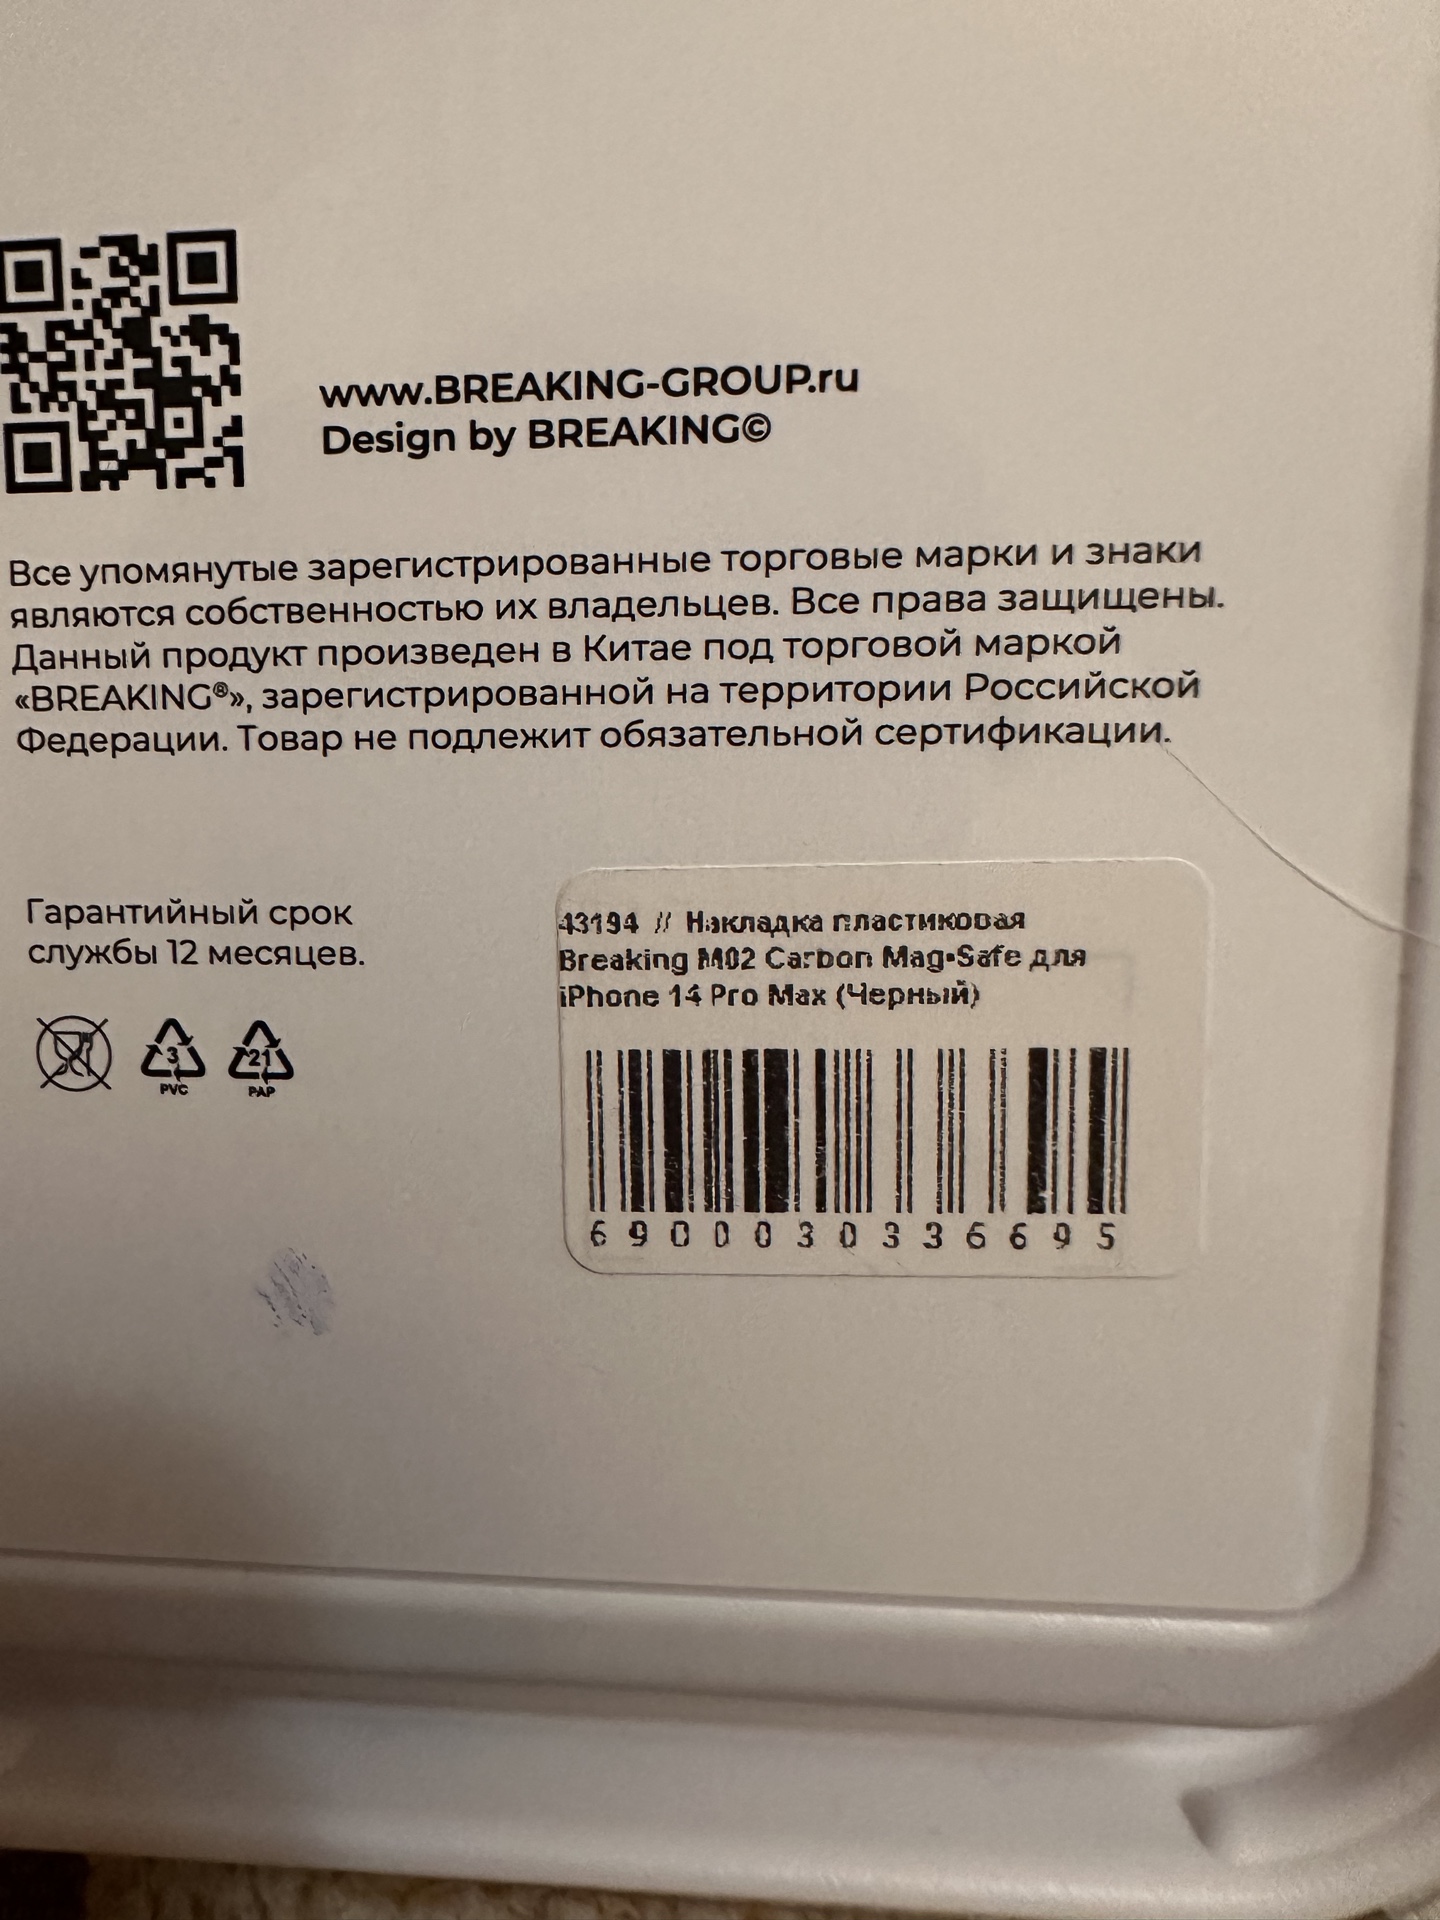 www.BREAKING-GROUP.ru
Design by BREAKING©
Все упомянутые зарегистрированные торговые марки и знаки
являются собственностью их владельцев. Все права защищены.
Данный продукт произведен в Китае под торговой маркой
«BREAKING®», зарегистрированной на территории Российской
Федерации. Товар не подлежит обязательной сертификации.
Гарантийный срок
службы 12 месяцев.
3
PVC
21
PAP
43194 // Накладка пластиковая
Breaking M02 Carbon Mag-Safe для
iPhone 14 Pro Max (Черный)
6900030336695